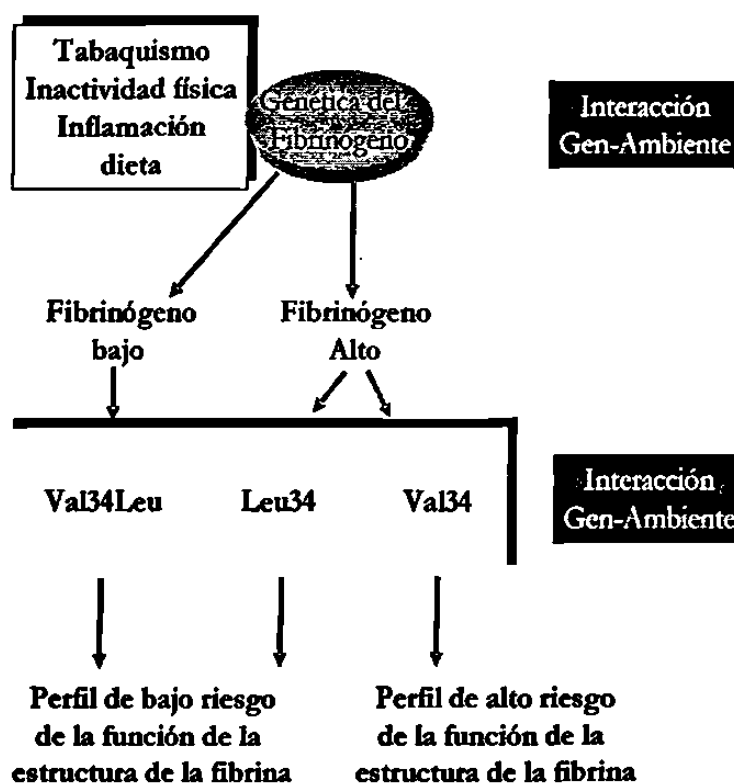 Tabaquismo
Inactividad física
Inflamación
dieta
Genética del
Fibrinógeno
Interacción
Gen-Ambiente
Fibrinógeno
bajo
Fibrinógeno
Alto
Val34Leu
Leu34
Val34
Interacción
Gen-Ambiente
Perfil de bajo riesgo
de la función de la
estructura de la fibrina
Perfil de alto riesgo
de la función de la
estructura de la fibrina